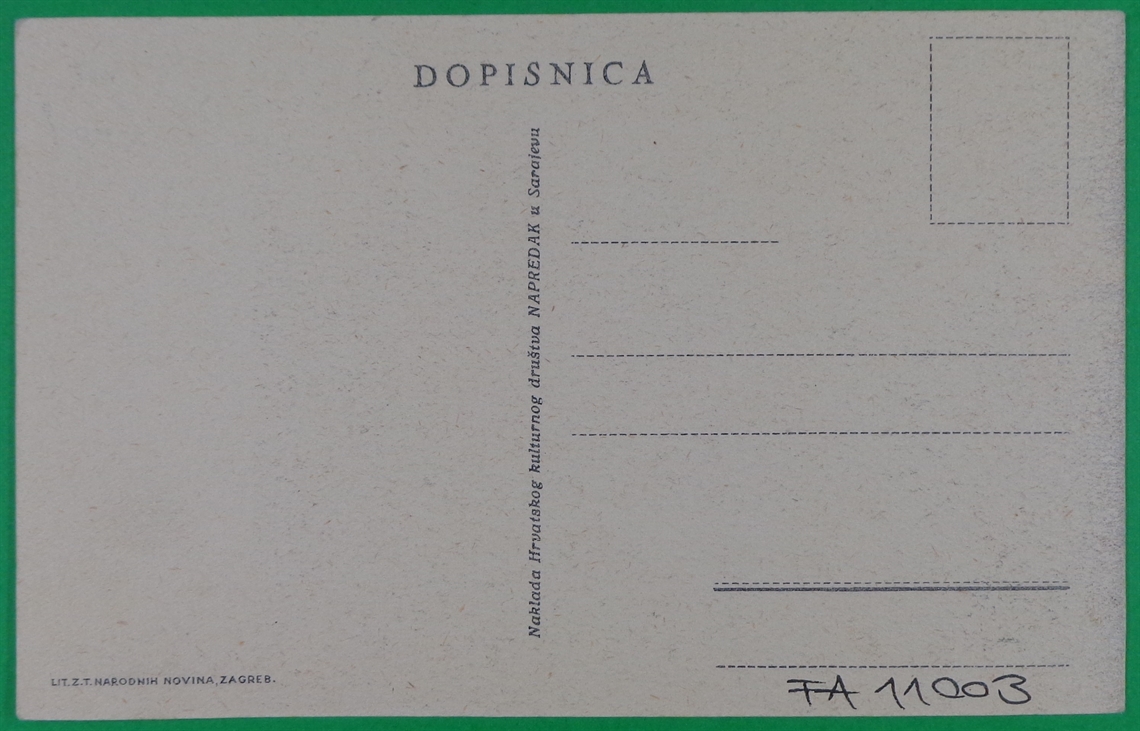 DOPISNICA
Naklada Hrvatskog kulturnog društva NAPREDAK u Sarajevu
LIT. Z. T. NARODNIH NOVINA, ZAGREB.
FA 11003